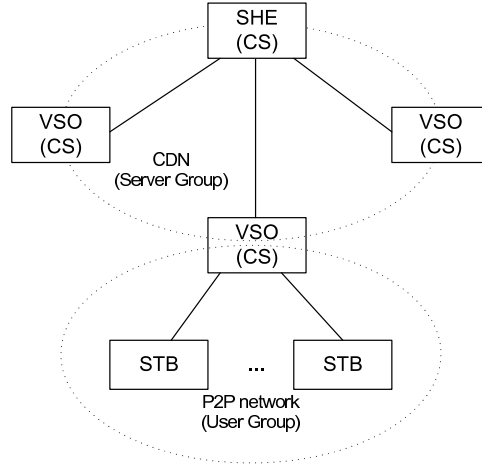 SHE
(CS)
VSO
(CS)
VSO
(CS)
CDN
(Server Group)
VSO
(CS)
STB
...
STB
P2P network
(User Group)